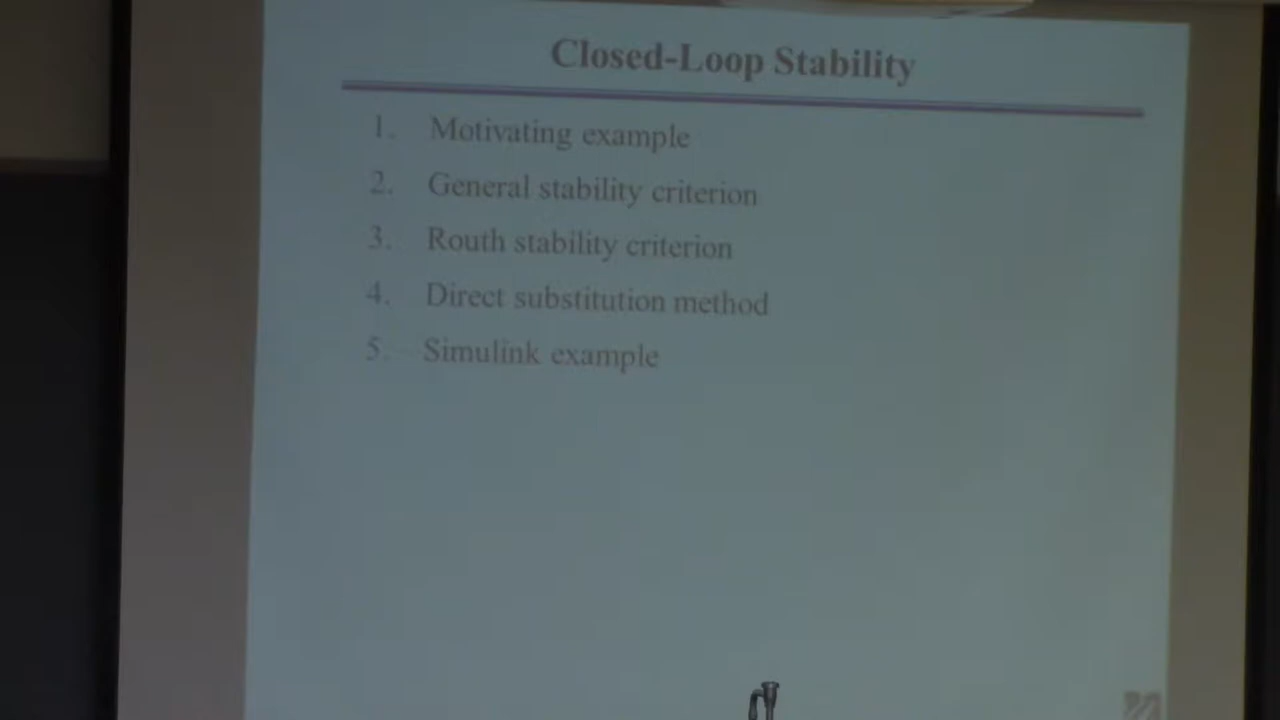 Closed-Loop Stability
1. Motivating example
2. General stability criterion
3. Routh stability criterion
4. Direct substitution method
5. Simulink example